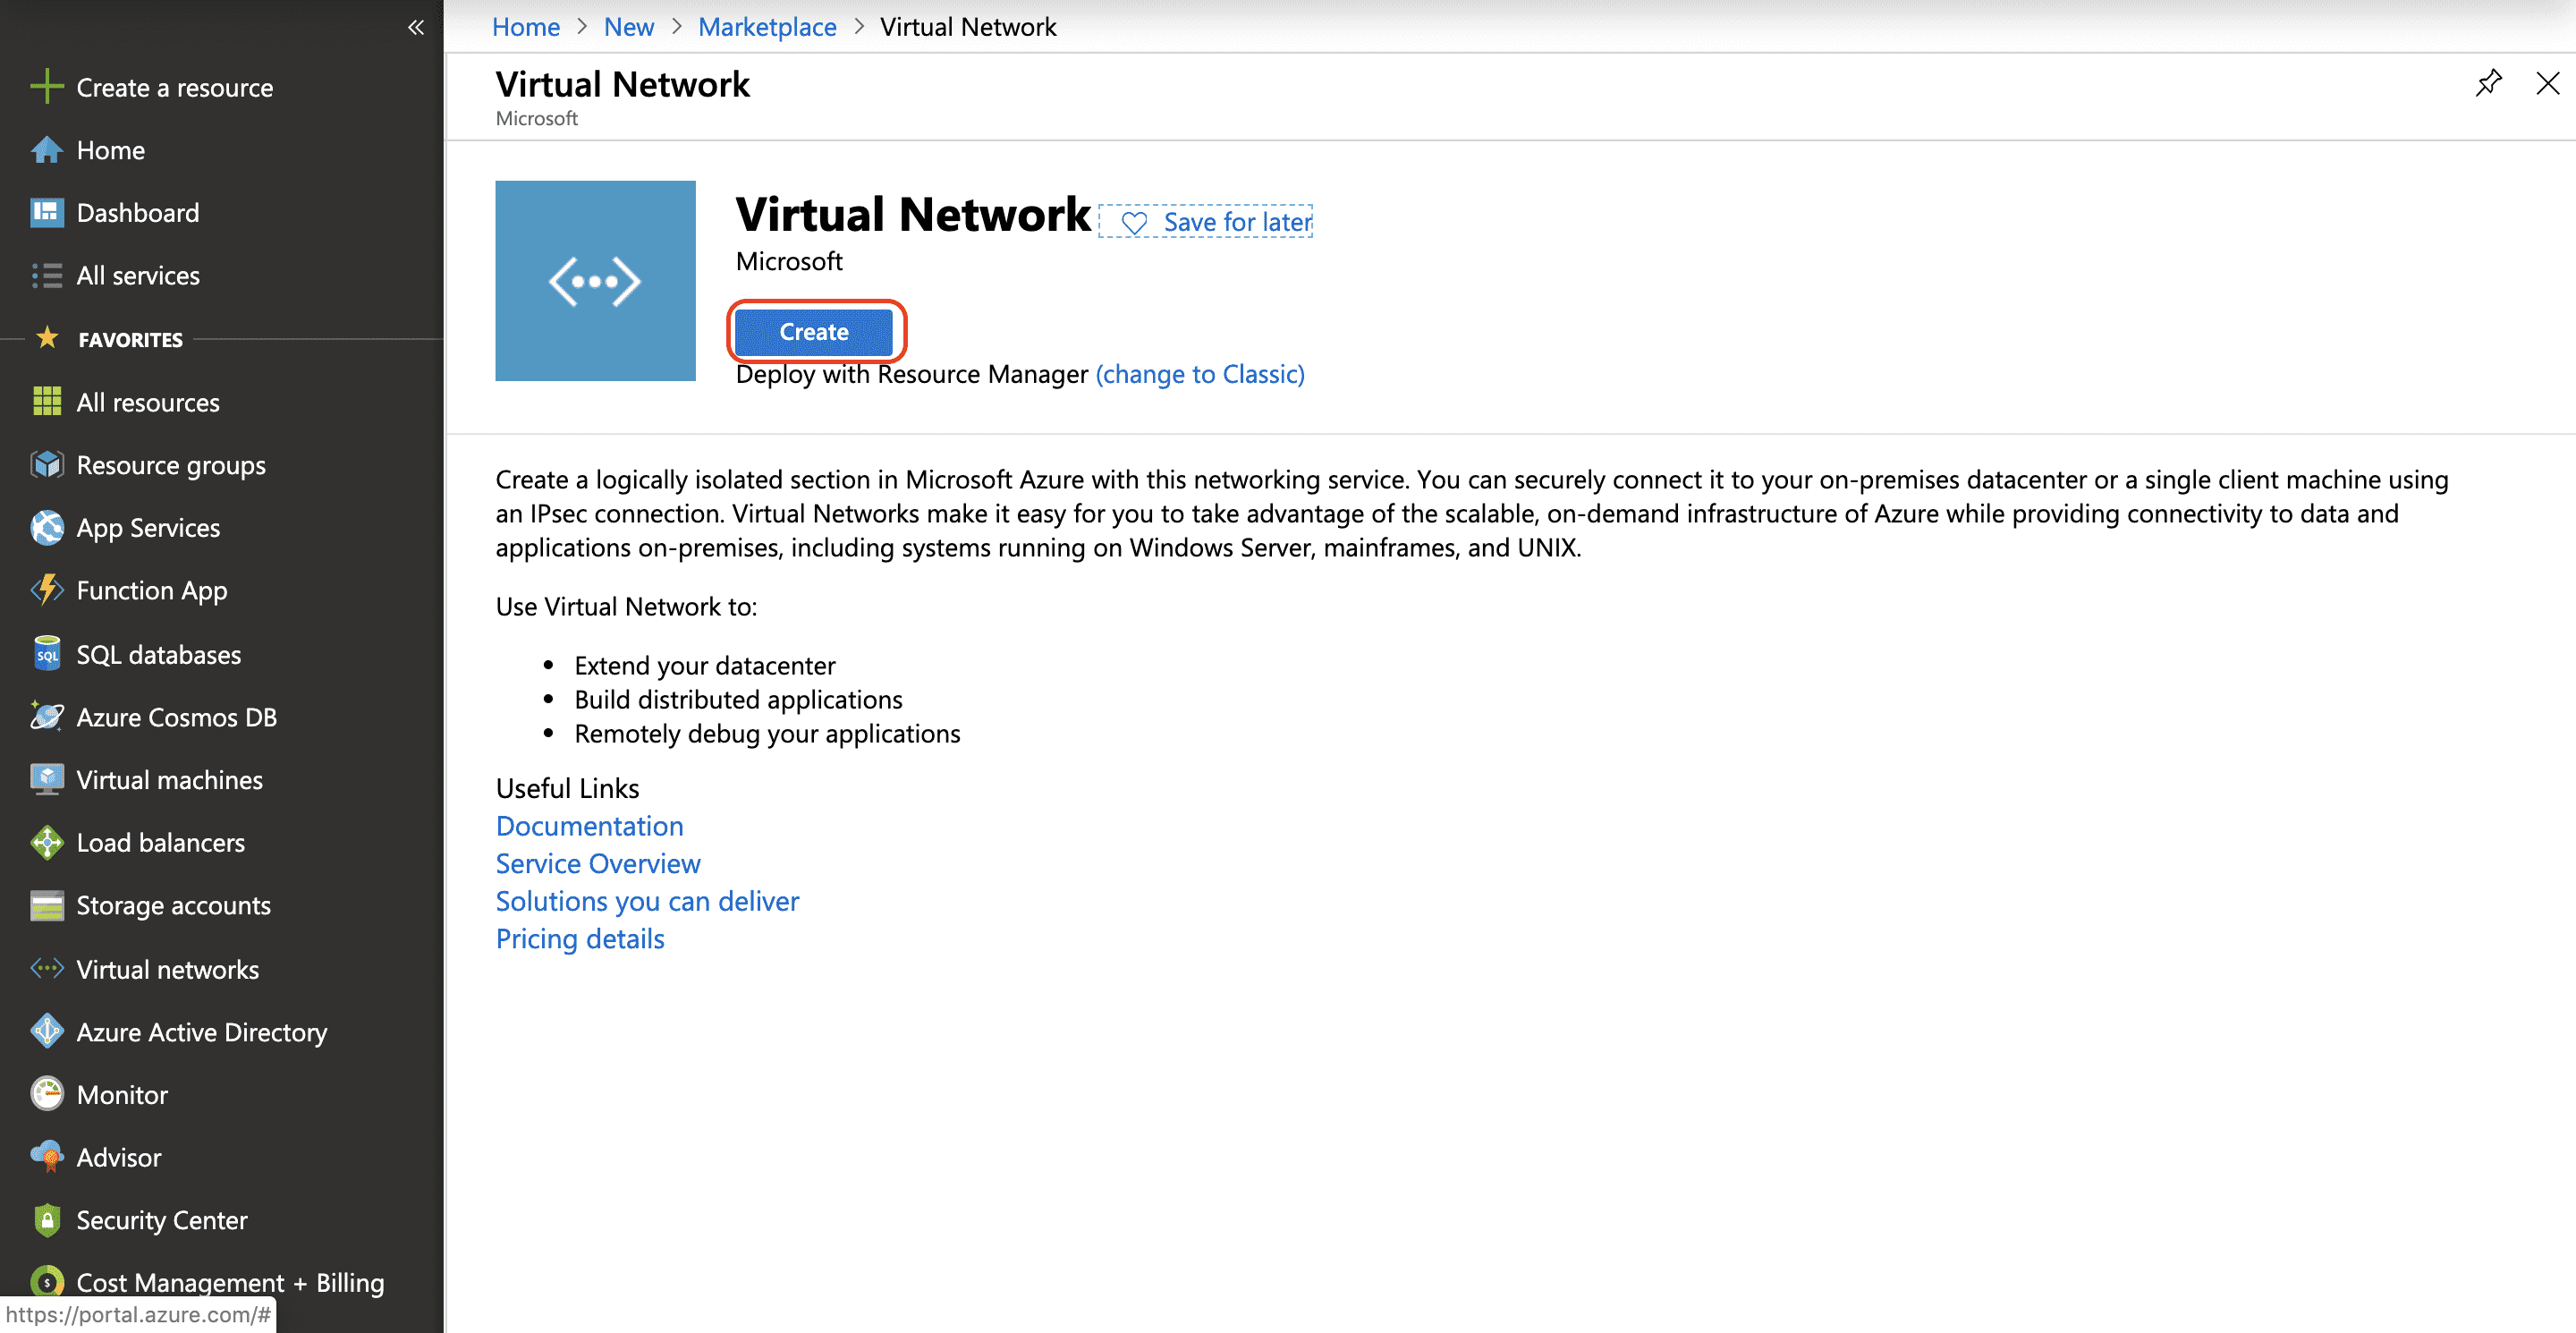 «
Create a resource
Home
Dashboard
All services
FAVORITES
All resources
Resource groups
App Services
Function App
SQL
SQL databases
Azure Cosmos DB
Virtual machines
Load balancers
Storage accounts
Virtual networks
Azure Active Directory
Monitor
Advisor
Security Center
$
Cost Management + Billing
https://portal.azure.com/#
Home > New > Marketplace > Virtual Network
Virtual Network
Microsoft
Virtual Network
Save for later
Microsoft
Create
Deploy with Resource Manager (change to Classic)
Create a logically isolated section in Microsoft Azure with this networking service. You can securely connect it to your on-premises datacenter or a single client machine using
an IPsec connection. Virtual Networks make it easy for you to take advantage of the scalable, on-demand infrastructure of Azure while providing connectivity to data and
applications on-premises, including systems running on Windows Server, mainframes, and UNIX.
Use Virtual Network to:
• Extend your datacenter
• Build distributed applications
• Remotely debug your applications
Useful Links
Documentation
Service Overview
Solutions you can deliver
Pricing details